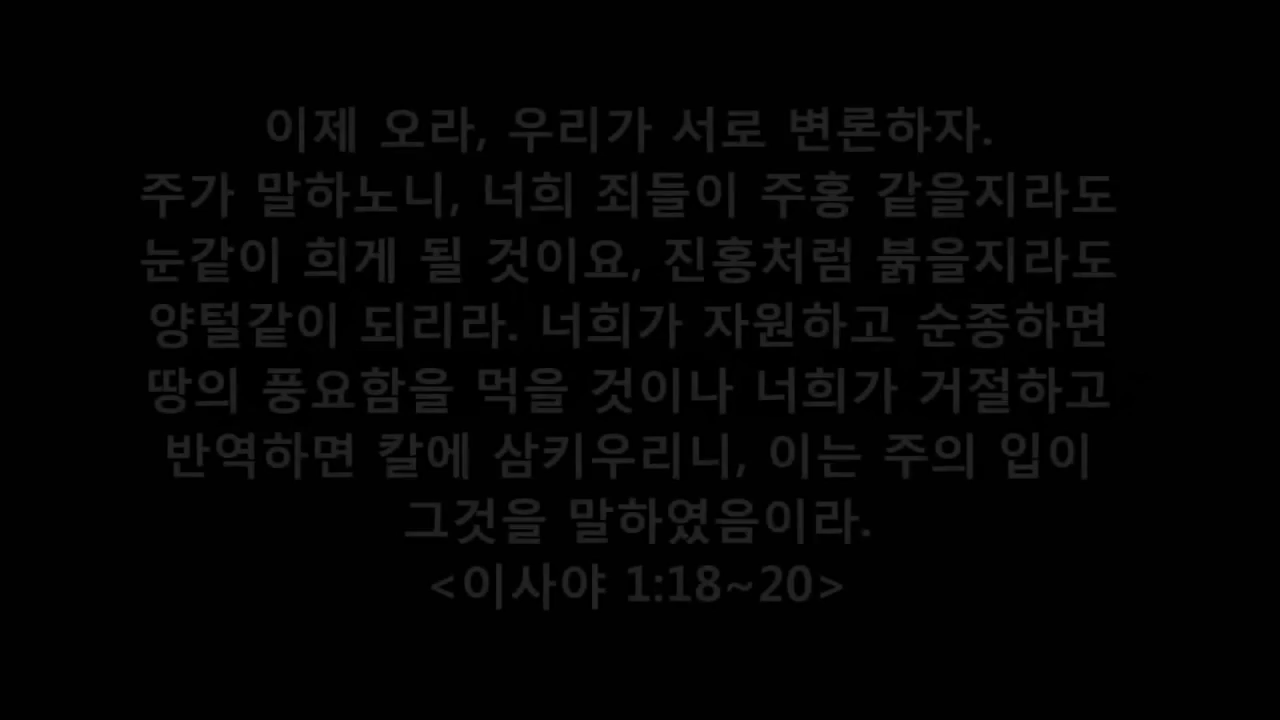 이제 오라, 우리가 서로 변론하자.
주가 말하노니, 너희 죄들이 주홍 같을지라도
눈같이 희게 될 것이요, 진홍처럼 붉을지라도
양털같이 되리라. 너희가 자원하고 순종하면
땅의 풍요함을 먹을 것이나 너희가 거절하고
반역하면 칼에 삼키우리니, 이는 주의 입이
그것을 말하였음이라.
<이사야 1:18~20>